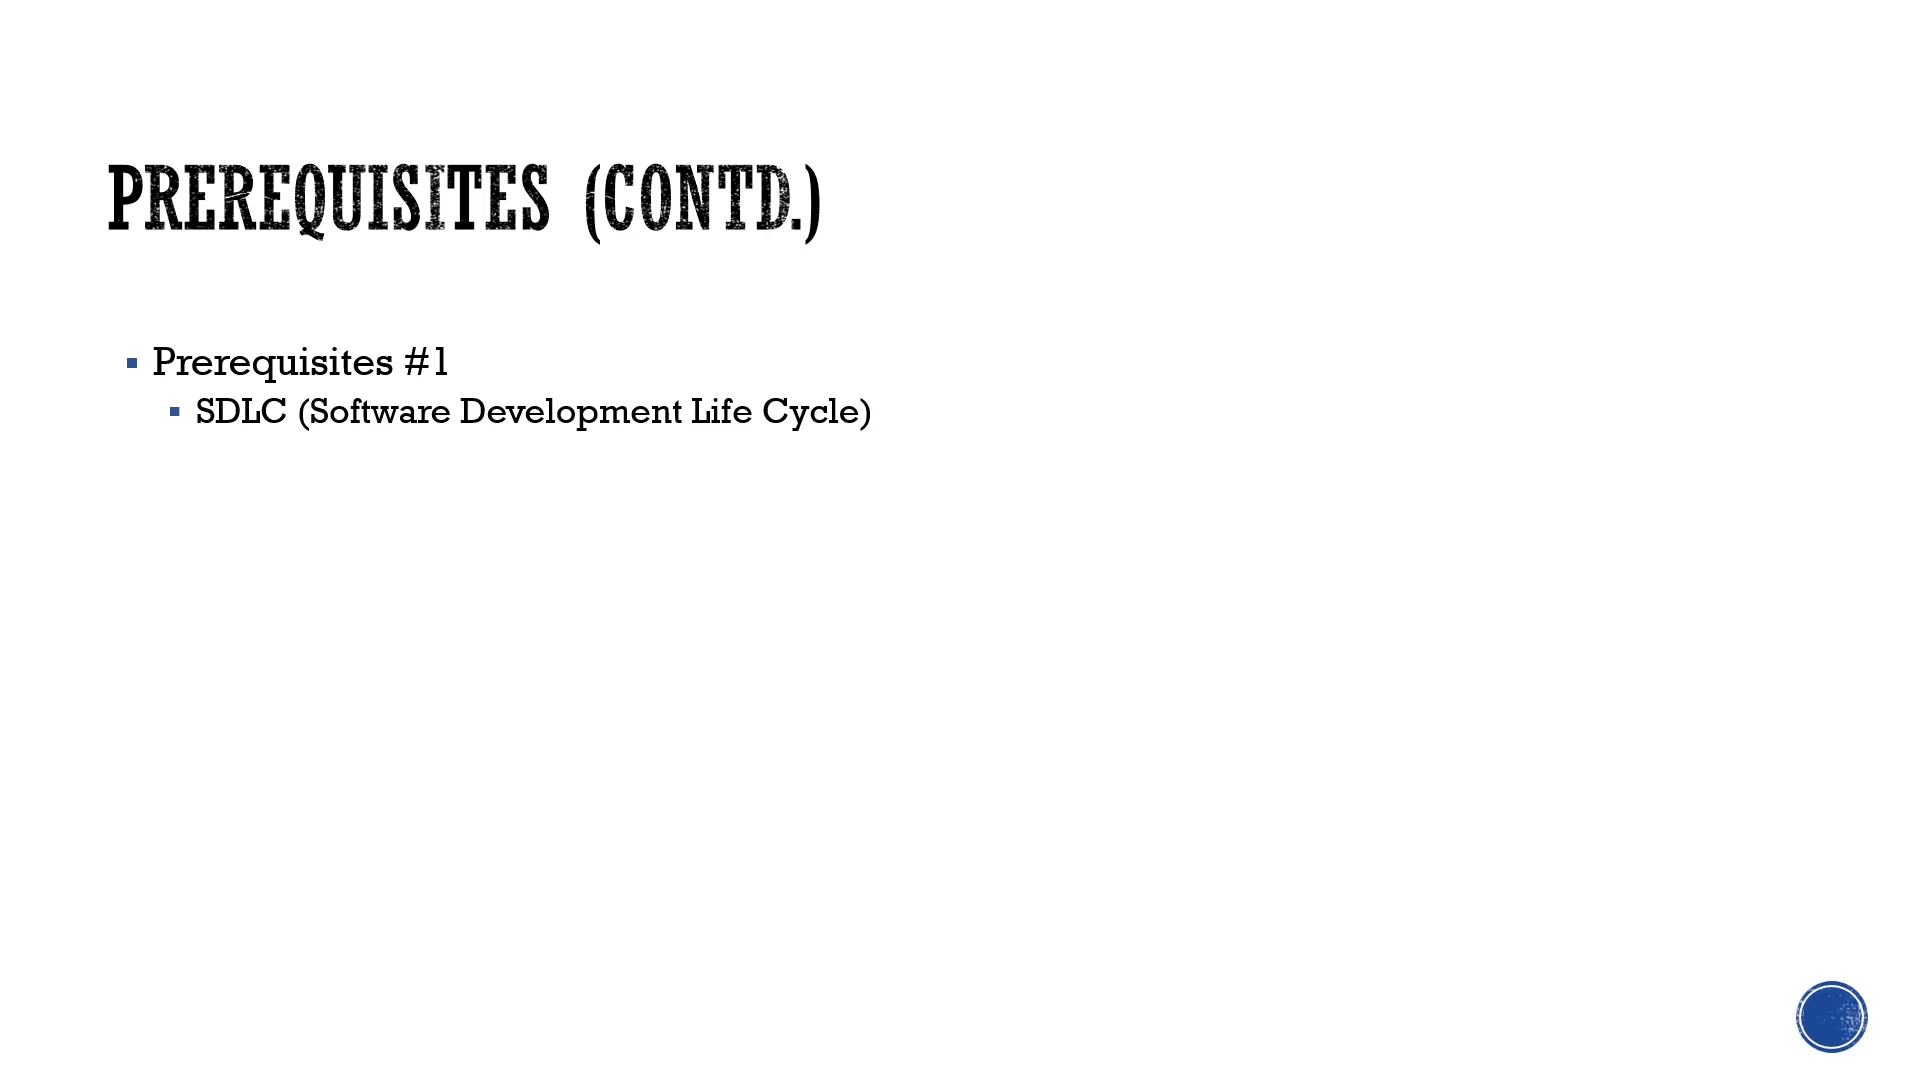 PREREQUISITES (CONTD.)
Prerequisites #1
SDLC (Software Development Life Cycle)